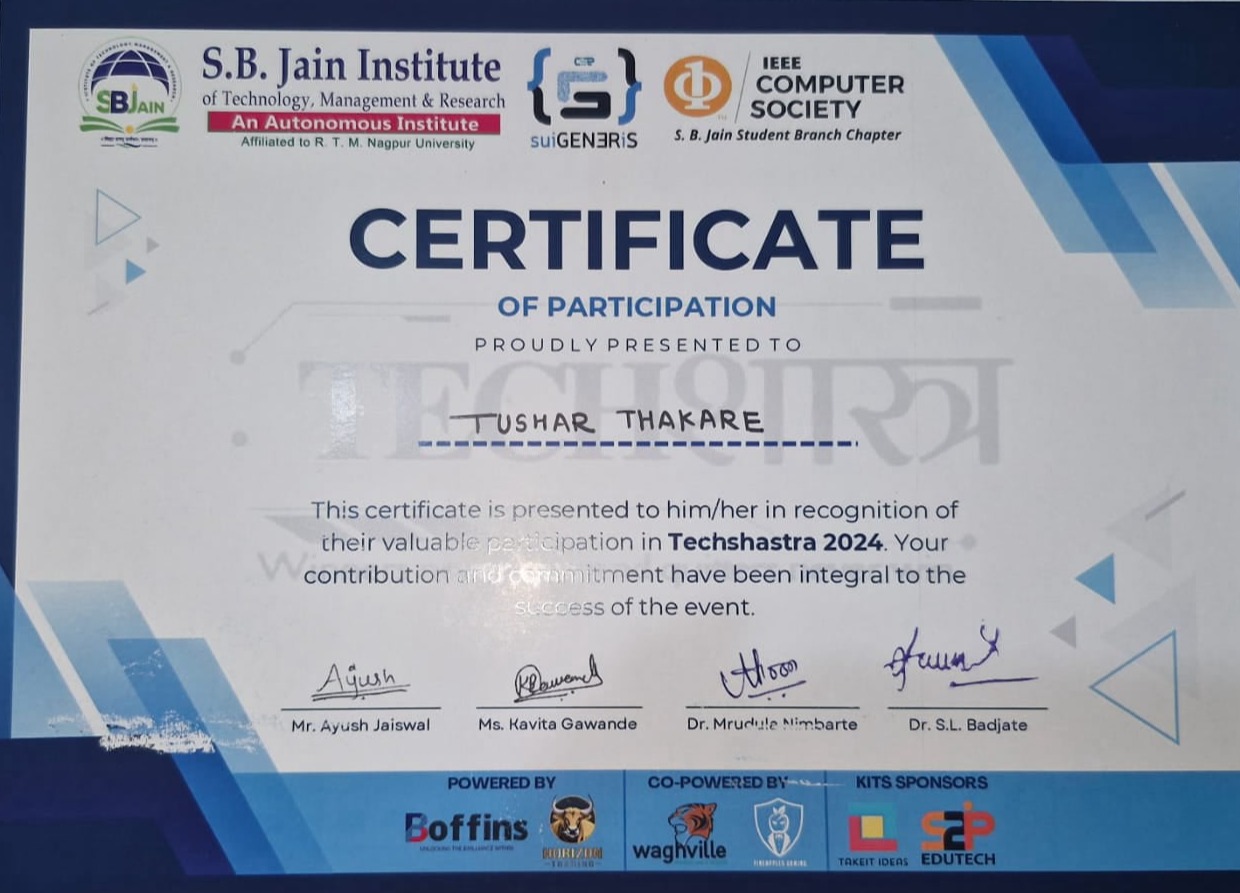 SBJAIN
S.B. Jain Institute
of Technology, Management & Research
An Autonomous Institute
Affiliated to R. T. M. Nagpur University
suiGENƎRiS
IEEE
COMPUTER
SOCIETY
S. B. Jain Student Branch Chapter
CERTIFICATE
OF PARTICIPATION
PROUDLY PRESENTED TO
TECHशास्त्र
TUSHAR THAKARE
This certificate is presented to him/her in recognition of
their valuable participation in Techshastra 2024. Your
contribution and commitment have been integral to the
success of the event.
Ayush
Mr. Ayush Jaiswal
Ms. Kavita Gawande
Dr. Mrudula Nimbarte
Dr. S.L. Badjate
POWERED BY
CO-POWERED BY
KITS SPONSORS
Boffins
HORIZON
TRADING
waghville
TAKEIT IDEAS
S2P
EDUTECH